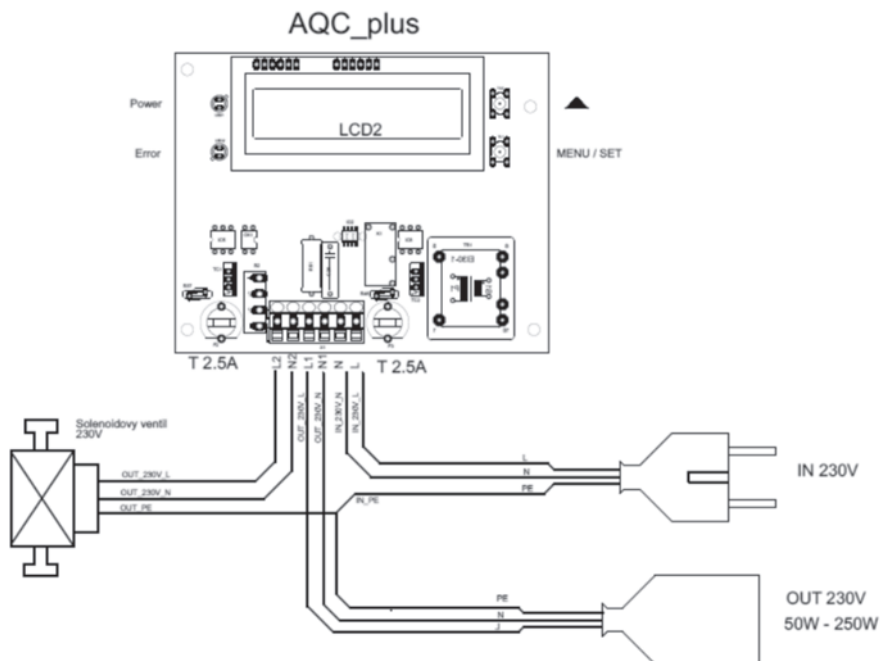 AQC_plus
Power
LCD2
Error
MENU / SET
T 2.5A
L2
N2
L1
N1
N
L
T 2.5A
OUT_230V_L
OUT_230V_N
IN_230V_N
IN_230V_L
Solenoidovy ventil
230V
OUT_230V_L
OUT_230V_N
OUT_PE
L
N
PE
IN_PE
IN 230V
PE
N
OUT 230V
50W - 250W